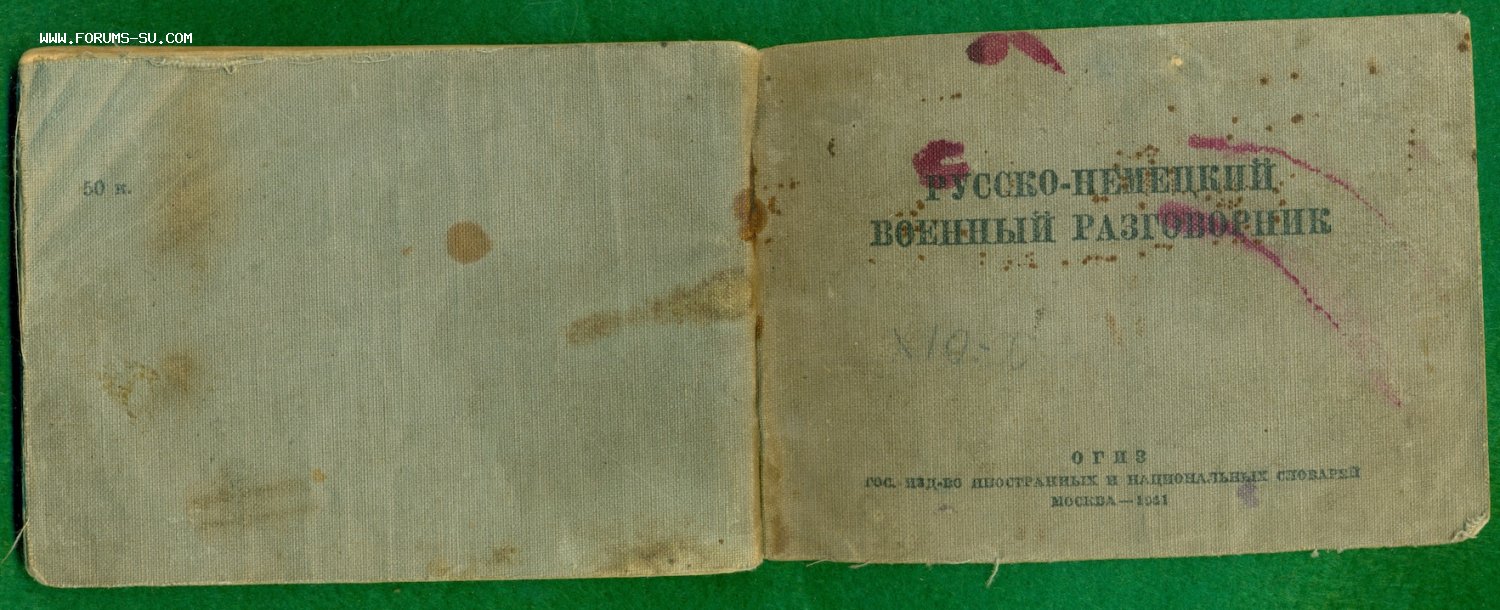 WWW.FORUMS-SU.COM
50 к.
РУССКО-НЕМЕЦКИЙ
ВОЕННЫЙ РАЗГОВОРНИК
ОГИЗ
ГОС. ИЗД-ВО ИНОСТРАННЫХ И НАЦИОНАЛЬНЫХ СЛОВАРЕЙ
МОСКВА—1941